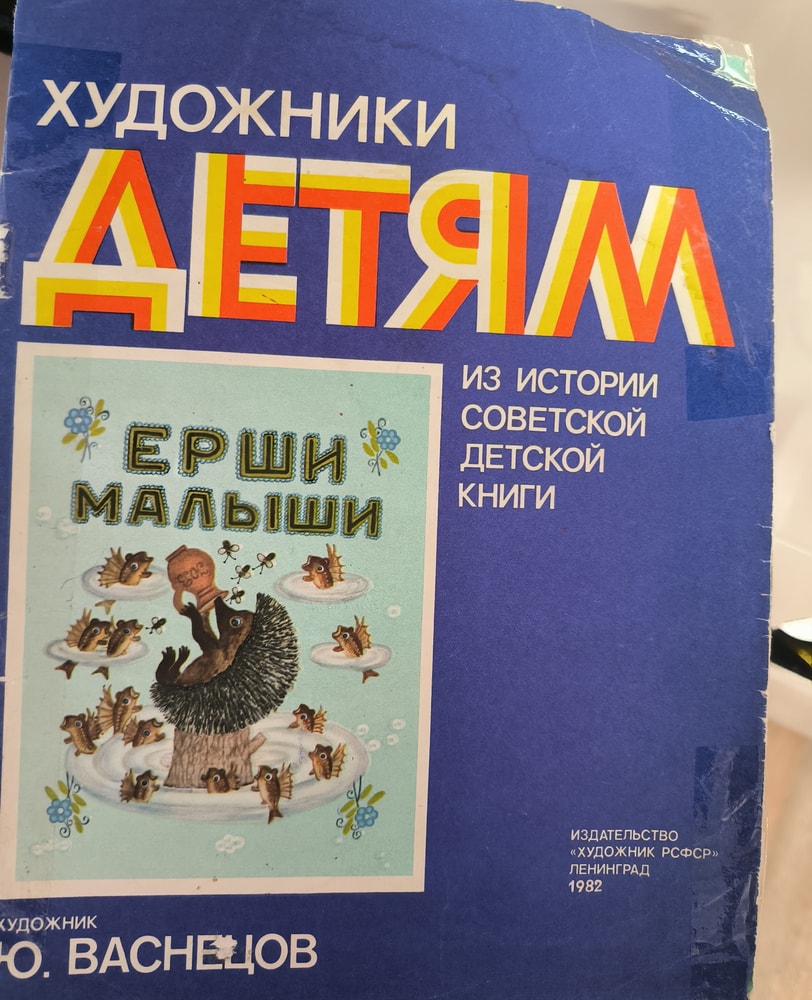 ХУДОЖНИКИ
ДЕТЯМ
ИЗ ИСТОРИИ
СОВЕТСКОЙ
ДЕТСКОЙ
КНИГИ
ЕРШИ
МАЛЫШИ
ИЗДАТЕЛЬСТВО
«ХУДОЖНИК РСФСР»
ЛЕНИНГРАД
1982
ХУДОЖНИК
Ю. ВАСНЕЦОВ